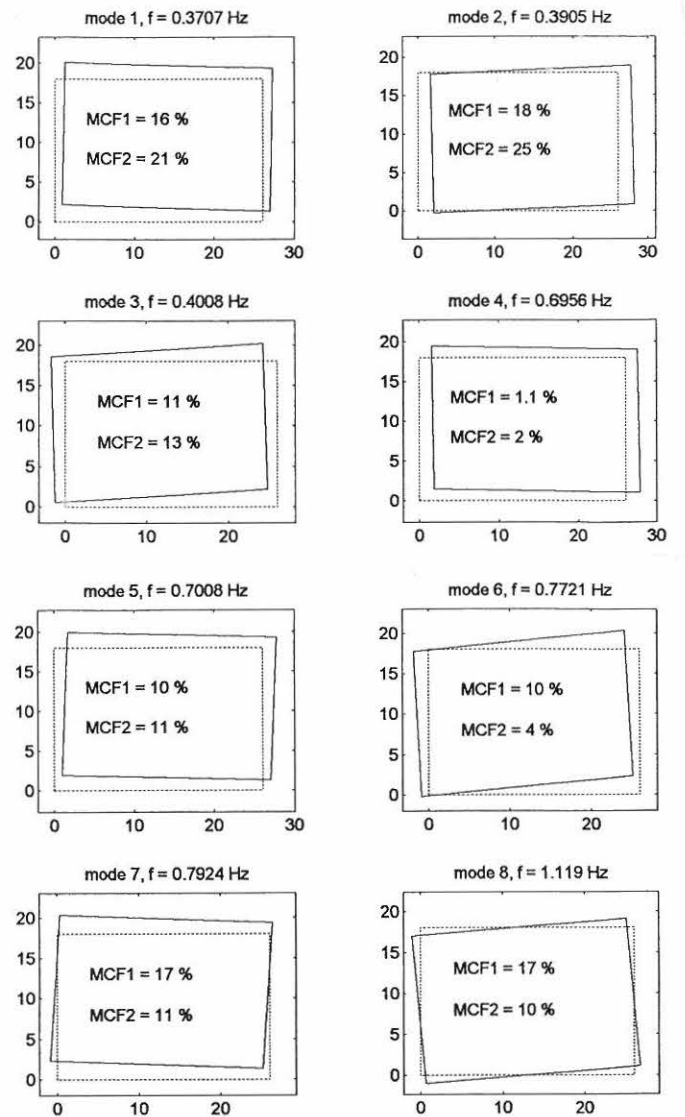 mode 1, f = 0.3707 Hz
20
15
10
5
0
MCF1 = 16 %
MCF2 = 21 %
0 10 20 30
mode 2, f = 0.3905 Hz
20
15
10
5
0
MCF1 = 18 %
MCF2 = 25 %
0 10 20 30
mode 3, f = 0.4008 Hz
20
15
10
5
0
MCF1 = 11 %
MCF2 = 13 %
0 10 20
mode 4, f = 0.6956 Hz
20
15
10
5
0
MCF1 = 1.1 %
MCF2 = 2 %
0 10 20 30
mode 5, f = 0.7008 Hz
20
15
10
5
0
MCF1 = 10 %
MCF2 = 11 %
0 10 20 30
mode 6, f = 0.7721 Hz
20
15
10
5
0
MCF1 = 10 %
MCF2 = 4 %
0 10 20
mode 7, f = 0.7924 Hz
20
15
10
5
0
MCF1 = 17 %
MCF2 = 11 %
0 10 20
mode 8, f = 1.119 Hz
20
15
10
5
0
MCF1 = 17 %
MCF2 = 10 %
0 10 20